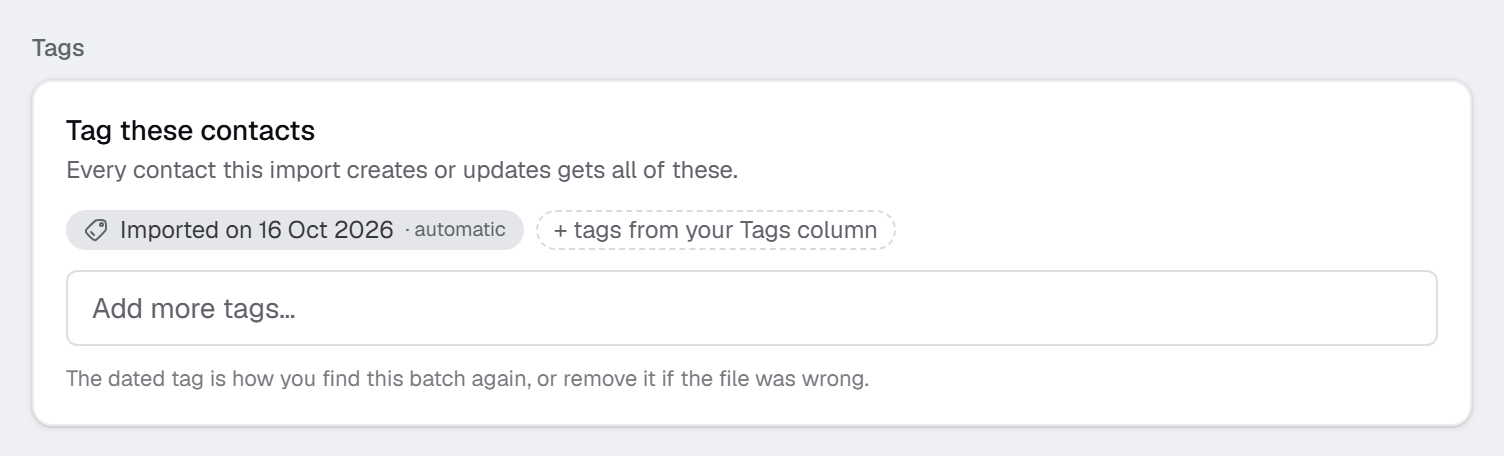 Tags
Tag these contacts
Every contact this import creates or updates gets all of these.
Imported on 16 Oct 2026 · automatic + tags from your Tags column
Add more tags…
The dated tag is how you find this batch again, or remove it if the file was wrong.